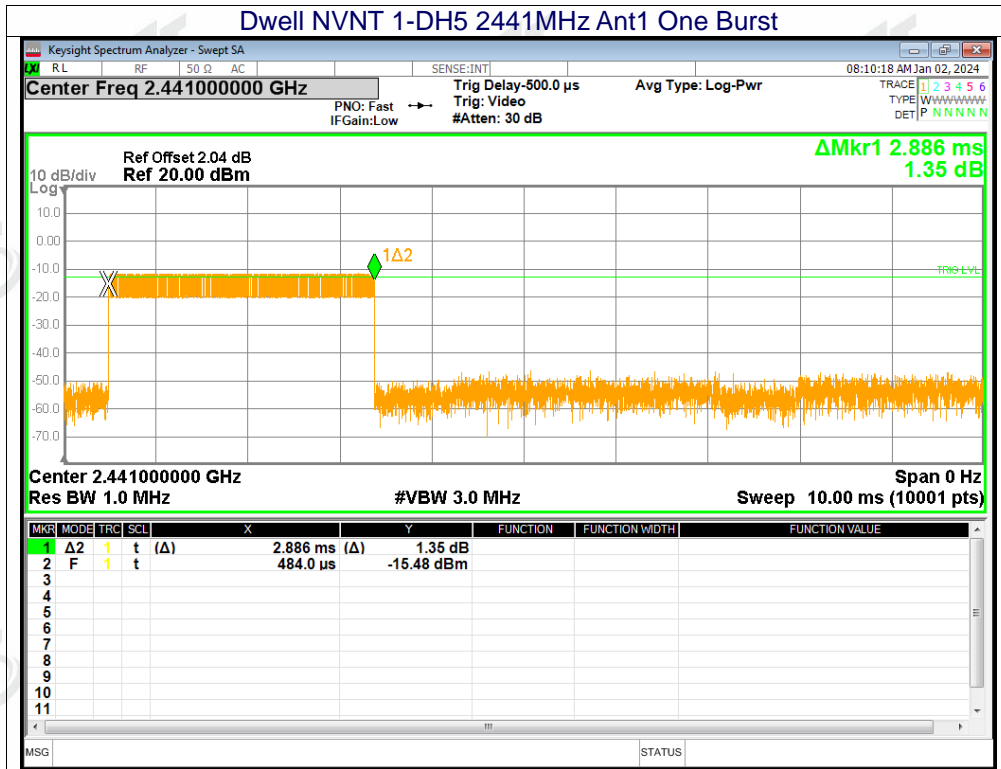 Dwell NVNT 1-DH5 2441MHz Ant1 One Burst
Keysight Spectrum Analyzer - Swept SA
LXI RL RF 50 Ω AC SENSE:INT 08:10:18 AM Jan 02, 2024
Center Freq 2.441000000 GHz Trig Delay-500.0 µs Avg Type: Log-Pwr TRACE 1 2 3 4 5 6
PNO: Fast Trig: Video TYPE WWWWWWW
IFGain:Low #Atten: 30 dB DET P N N N N N
ΔMkr1 2.886 ms
1.35 dB
Ref Offset 2.04 dB
10 dB/div Ref 20.00 dBm
Log
10.0
0.00
1Δ2
-10.0
TRIG LVL
-20.0
-30.0
-40.0
-50.0
-60.0
-70.0
Center 2.441000000 GHz Span 0 Hz
Res BW 1.0 MHz #VBW 3.0 MHz Sweep 10.00 ms (10001 pts)
MKR MODE TRC SCL X Y FUNCTION FUNCTION WIDTH FUNCTION VALUE
1 Δ2 1 t (Δ) 2.886 ms (Δ) 1.35 dB
2 F 1 t 484.0 µs -15.48 dBm
3
4
5
6
7
8
9
10
11
MSG STATUS